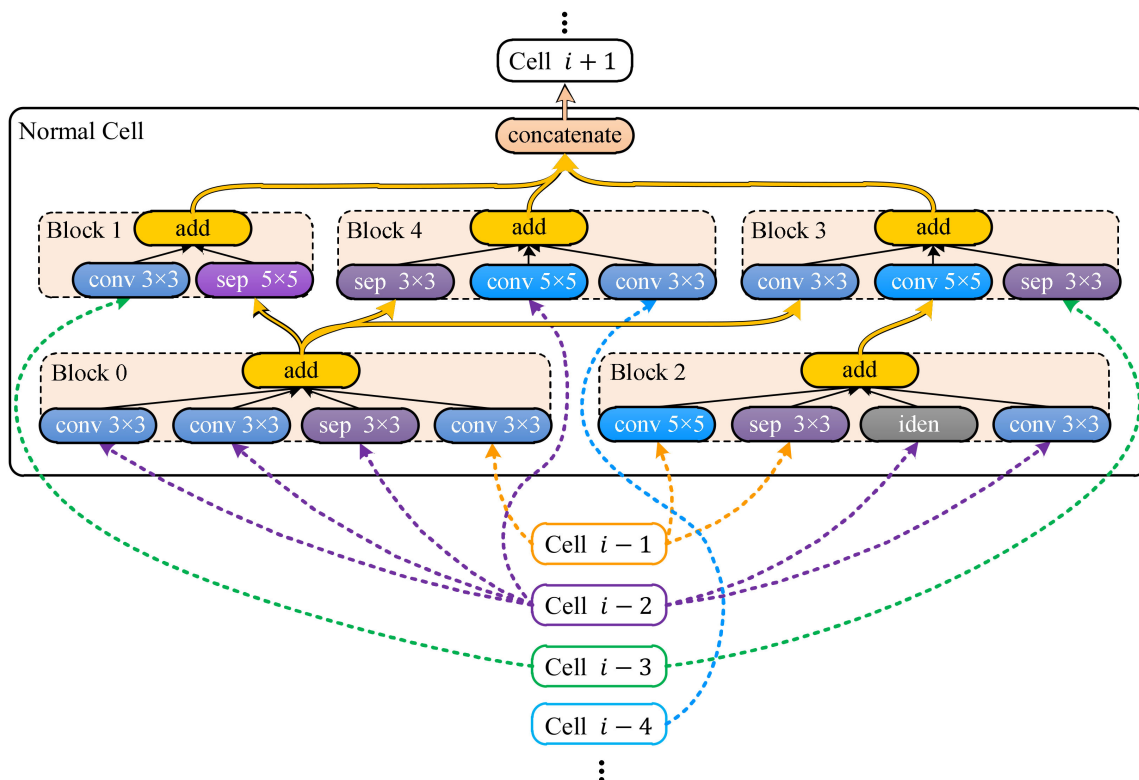 ⋮
Cell i + 1
Normal Cell
concatenate
Block 1
add
conv 3×3
sep 5×5
Block 4
add
sep 3×3
conv 5×5
conv 3×3
Block 3
add
conv 3×3
conv 5×5
sep 3×3
Block 0
add
conv 3×3
conv 3×3
sep 3×3
conv 3×3
Block 2
add
conv 5×5
sep 3×3
iden
conv 3×3
Cell i − 1
Cell i − 2
Cell i − 3
Cell i − 4
⋮